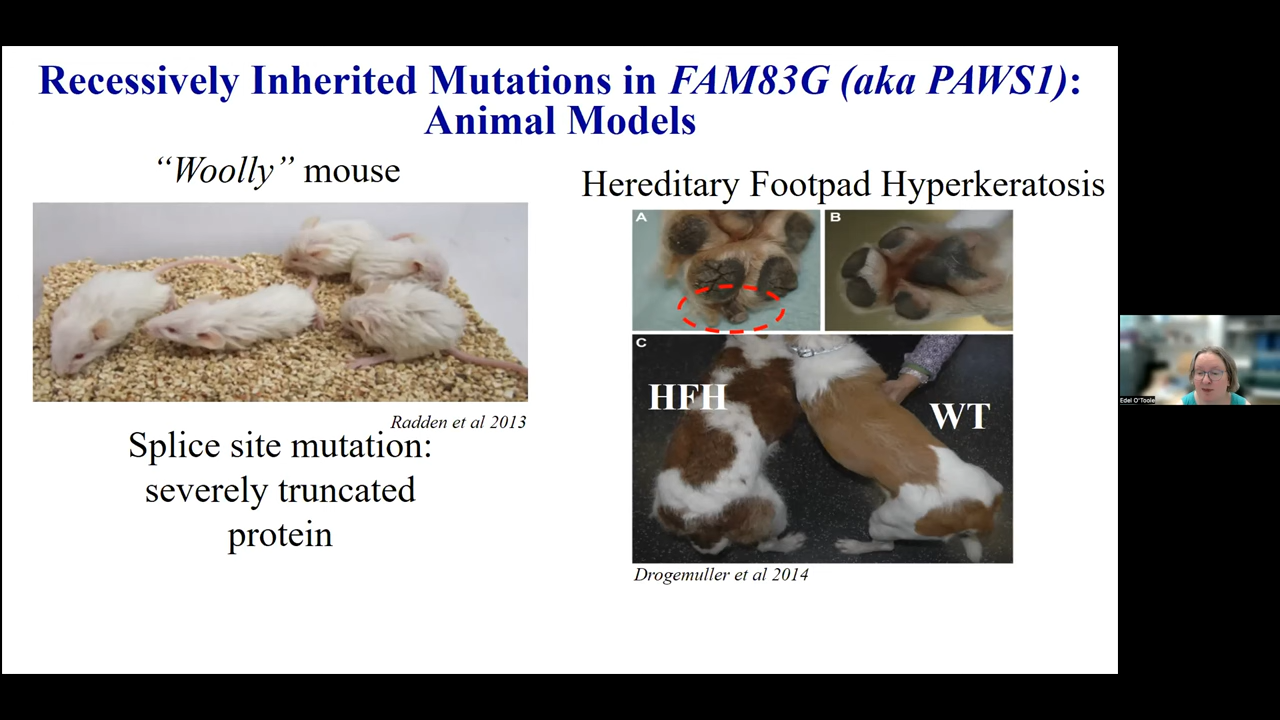 Recessively Inherited Mutations in FAM83G (aka PAWS1):
Animal Models
“Woolly” mouse
Radden et al 2013
Splice site mutation:
severely truncated
protein
Hereditary Footpad Hyperkeratosis
A
B
C
HFH
WT
Drogemuller et al 2014
Edel O'Toole